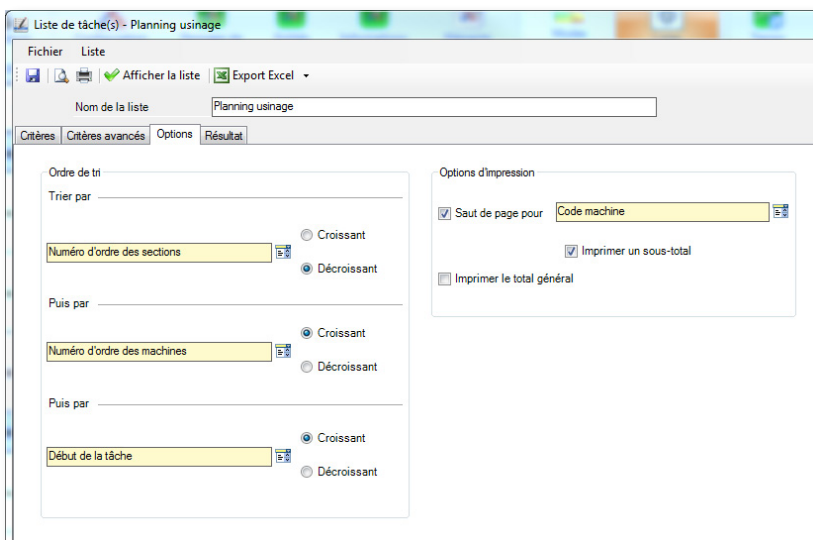 Liste de tâche(s) - Planning usinage
Fichier Liste
Afficher la liste Export Excel
Nom de la liste Planning usinage
Critères Critères avancés Options Résultat
Ordre de tri
Trier par
Croissant
Numéro d'ordre des sections
Décroissant
Puis par
Croissant
Numéro d'ordre des machines
Décroissant
Puis par
Croissant
Début de la tâche
Décroissant
Options d'impression
Saut de page pour Code machine
Imprimer un sous-total
Imprimer le total général